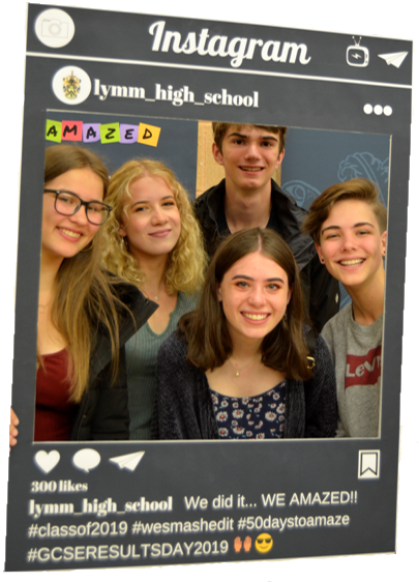 Instagram
lymm_high_school
AMAZED
LEVI
300 likes
lymm_high_school We did it... WE AMAZED!!
#classof2019 #wesmashedit #50daystoamaze
#GCSERESULTSDAY2019 🙌😎